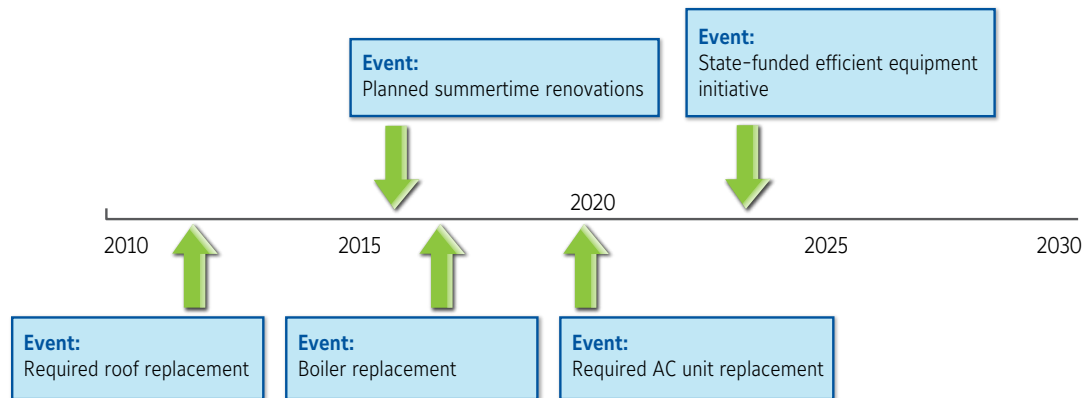 Event:
Planned summertime renovations
Event:
State-funded efficient equipment
initiative
2020
2010
2015
2025
2030
Event:
Required roof replacement
Event:
Boiler replacement
Event:
Required AC unit replacement